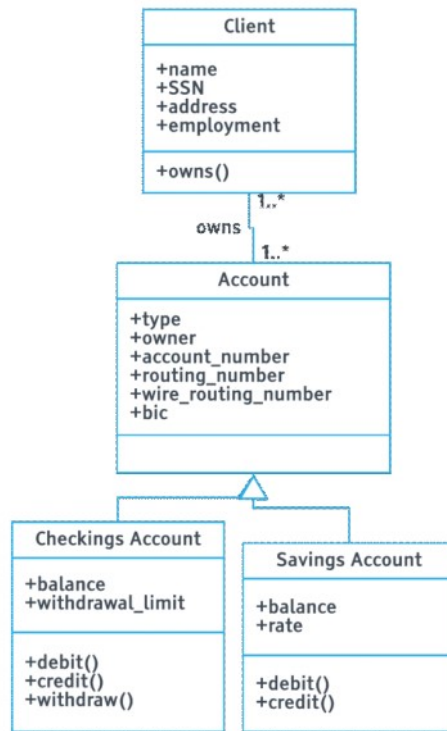 Client
+name
+SSN
+address
+employment
+owns()
1..*
owns
1..*
Account
+type
+owner
+account_number
+routing_number
+wire_routing_number
+bic
Checkings Account
+balance
+withdrawal_limit
+debit()
+credit()
+withdraw()
Savings Account
+balance
+rate
+debit()
+credit()